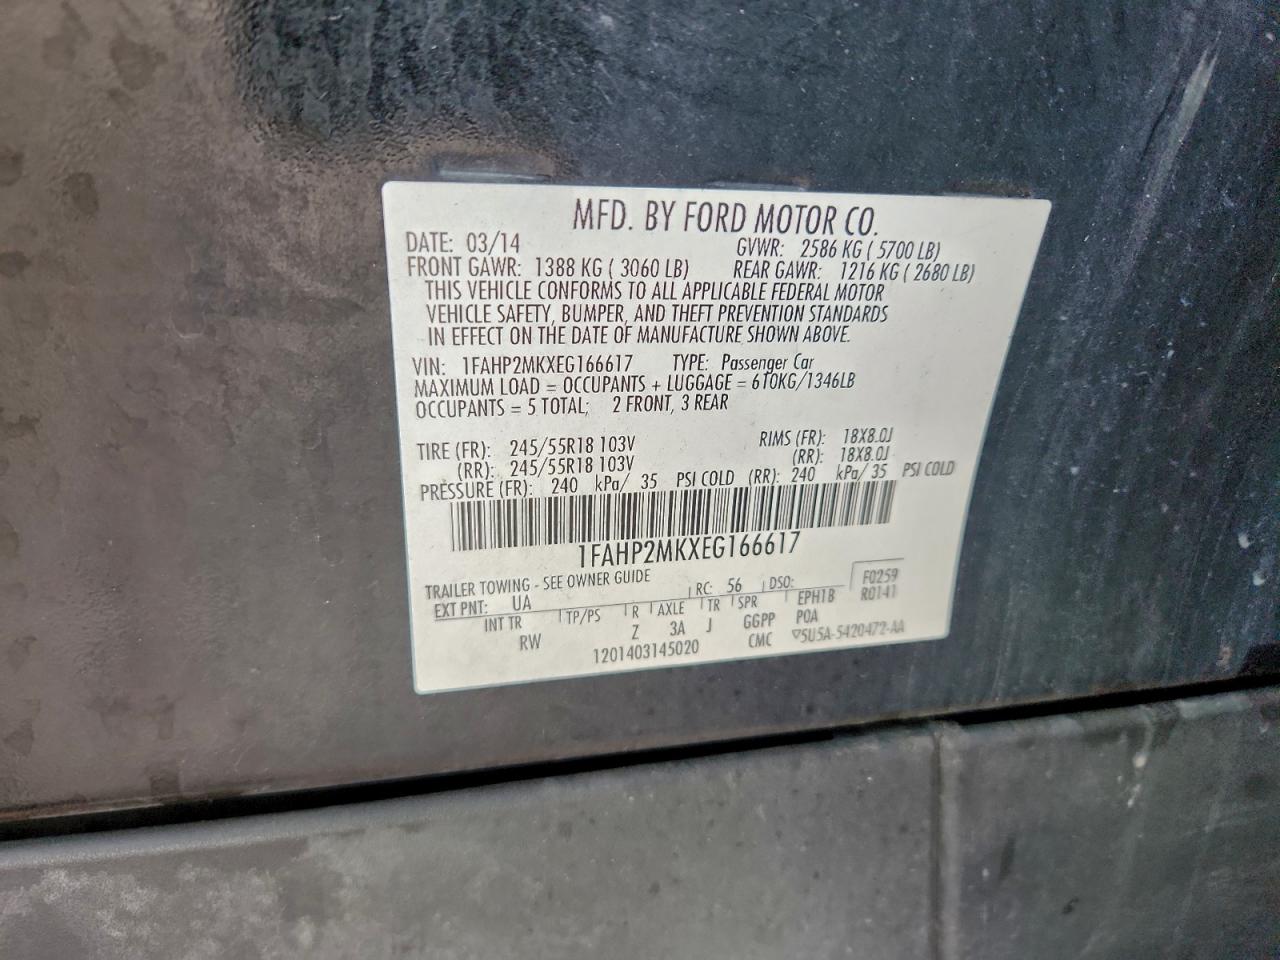 MFD. BY FORD MOTOR CO.
DATE: 03/14 GVWR: 2586 KG ( 5700 LB)
FRONT GAWR: 1388 KG ( 3060 LB) REAR GAWR: 1216 KG ( 2680 LB)
THIS VEHICLE CONFORMS TO ALL APPLICABLE FEDERAL MOTOR
VEHICLE SAFETY, BUMPER, AND THEFT PREVENTION STANDARDS
IN EFFECT ON THE DATE OF MANUFACTURE SHOWN ABOVE.
VIN: 1FAHP2MKXEG166617 TYPE: Passenger Car
MAXIMUM LOAD = OCCUPANTS + LUGGAGE = 610KG/1346LB
OCCUPANTS = 5 TOTAL; 2 FRONT, 3 REAR
TIRE (FR): 245/55R18 103V RIMS (FR): 18X8.0J
(RR): 245/55R18 103V (RR): 18X8.0J
PRESSURE (FR): 240 kPa/ 35 PSI COLD (RR): 240 kPa/ 35 PSI COLD
1FAHP2MKXEG166617
TRAILER TOWING - SEE OWNER GUIDE F0259
EXT PNT: UA RC: 56 DSO: R0141
INT TR TP/PS R AXLE TR SPR EPH1B
RW Z 3A J GGPP POA
1201403145020 CMC ▽5U5A-5420472-AA